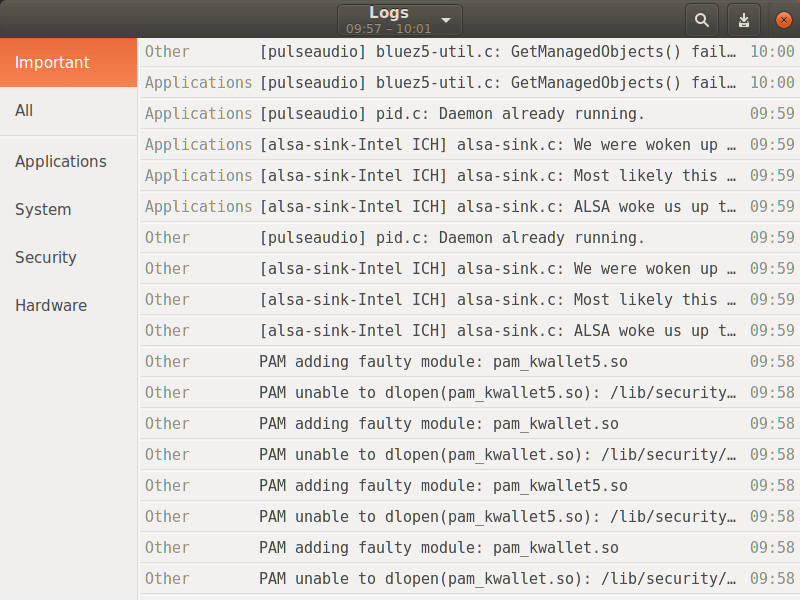 Logs
09:57 – 10:01
Important
All
Applications
System
Security
Hardware
Other [pulseaudio] bluez5-util.c: GetManagedObjects() fail… 10:00
Applications [pulseaudio] bluez5-util.c: GetManagedObjects() fail… 10:00
Applications [pulseaudio] pid.c: Daemon already running. 09:59
Applications [alsa-sink-Intel ICH] alsa-sink.c: We were woken up … 09:59
Applications [alsa-sink-Intel ICH] alsa-sink.c: Most likely this … 09:59
Applications [alsa-sink-Intel ICH] alsa-sink.c: ALSA woke us up t… 09:59
Other [pulseaudio] pid.c: Daemon already running. 09:59
Other [alsa-sink-Intel ICH] alsa-sink.c: We were woken up … 09:59
Other [alsa-sink-Intel ICH] alsa-sink.c: Most likely this … 09:59
Other [alsa-sink-Intel ICH] alsa-sink.c: ALSA woke us up t… 09:59
Other PAM adding faulty module: pam_kwallet5.so 09:58
Other PAM unable to dlopen(pam_kwallet5.so): /lib/security… 09:58
Other PAM adding faulty module: pam_kwallet.so 09:58
Other PAM unable to dlopen(pam_kwallet.so): /lib/security/… 09:58
Other PAM adding faulty module: pam_kwallet5.so 09:58
Other PAM unable to dlopen(pam_kwallet5.so): /lib/security… 09:58
Other PAM adding faulty module: pam_kwallet.so 09:58
Other PAM unable to dlopen(pam_kwallet.so): /lib/security/… 09:58